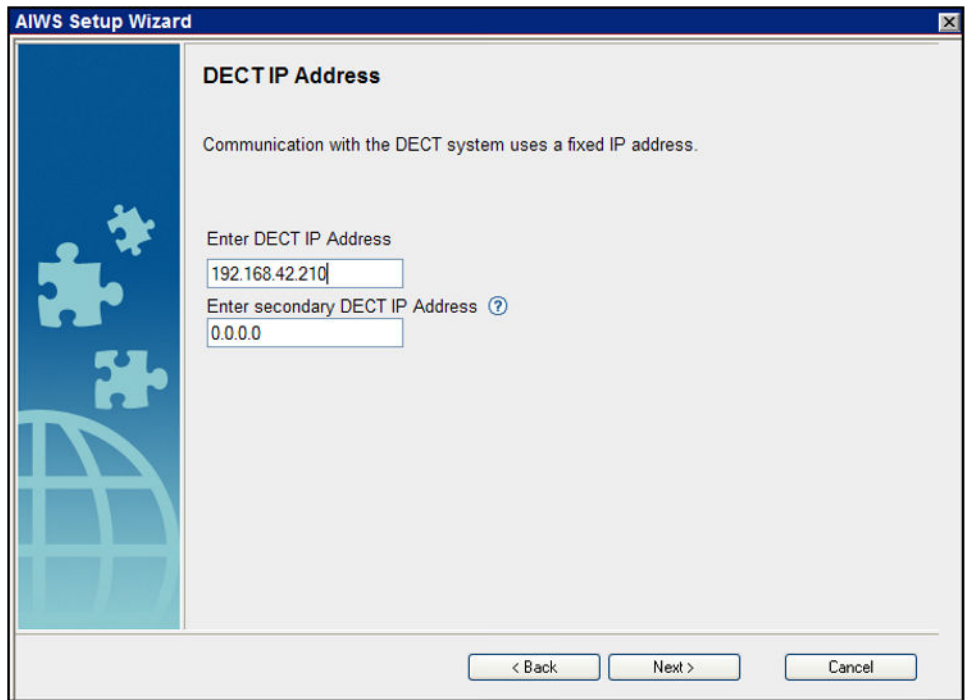 AIWS Setup Wizard
DECT IP Address
Communication with the DECT system uses a fixed IP address.
Enter DECT IP Address
192.168.42.210
Enter secondary DECT IP Address ?
0.0.0.0
< Back Next > Cancel